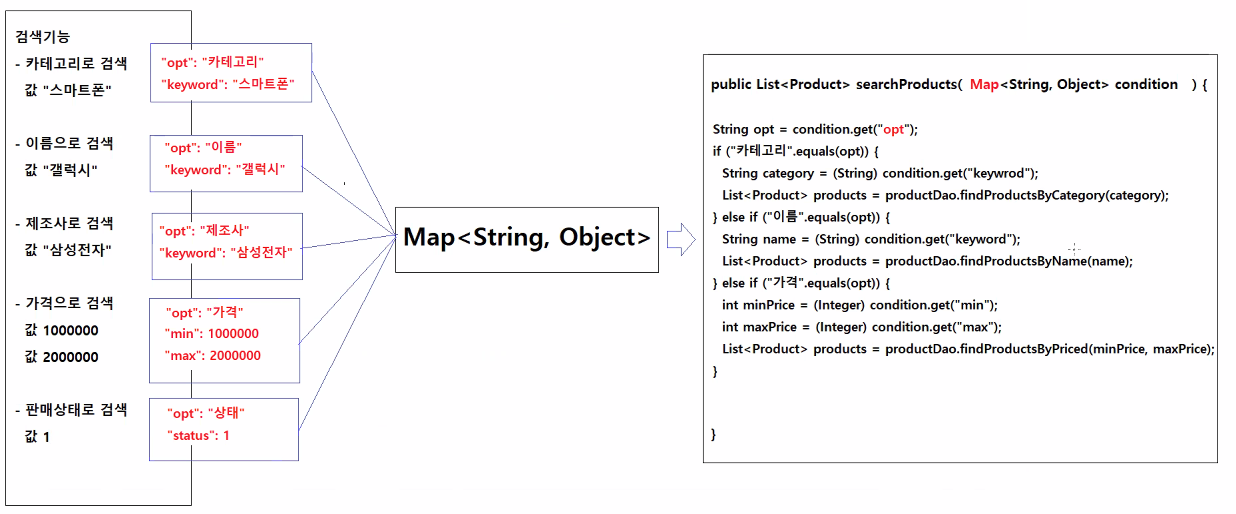 검색기능
- 카테고리로 검색
값 "스마트폰"
"opt": "카테고리"
"keyword": "스마트폰"
- 이름으로 검색
값 "갤럭시"
"opt": "이름"
"keyword": "갤럭시"
- 제조사로 검색
값 "삼성전자"
"opt": "제조사"
"keyword": "삼성전자"
- 가격으로 검색
값 1000000
값 2000000
"opt": "가격"
"min": 1000000
"max": 2000000
- 판매상태로 검색
값 1
"opt": "상태"
"status": 1
Map<String, Object>
public List<Product> searchProducts( Map<String, Object> condition ) {
String opt = condition.get("opt");
if ("카테고리".equals(opt)) {
String category = (String) condition.get("keywrod");
List<Product> products = productDao.findProductsByCategory(category);
} else if ("이름".equals(opt)) {
String name = (String) condition.get("keyword");
List<Product> products = productDao.findProductsByName(name);
} else if ("가격".equals(opt)) {
int minPrice = (Integer) condition.get("min");
int maxPrice = (Integer) condition.get("max");
List<Product> products = productDao.findProductsByPriced(minPrice, maxPrice);
}
}